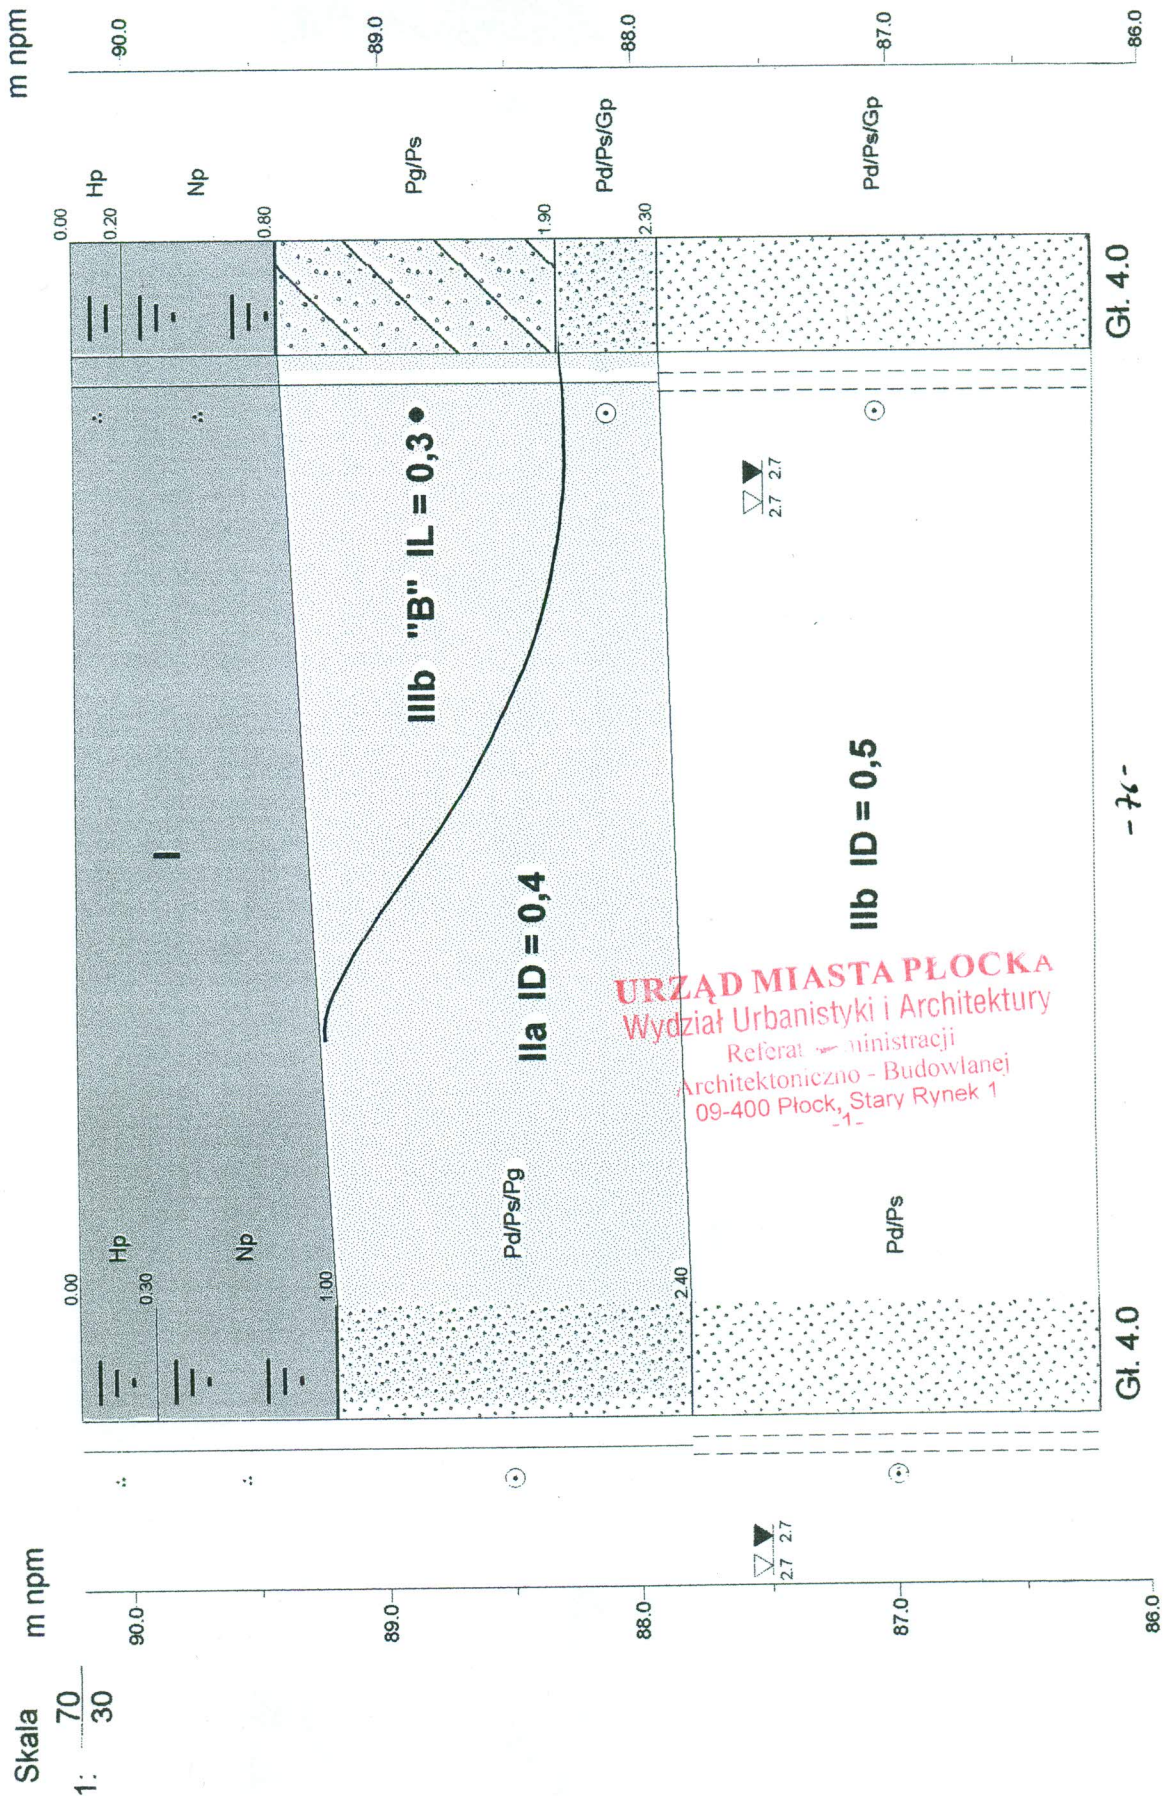 Skala
1: 70
30
m npm
90.0
89.0
88.0
87.0
86.0
2.7 2.7
0.00
Hp
0.30
Np
1.00
Pd/Ps/Pg
2.40
Pd/Ps
Gł. 4.0
I
IIIb "B" IL = 0,3
IIa ID = 0,4
IIb ID = 0,5
2.7 2.7
0.00
Hp
0.20
Np
0.80
Pg/Ps
1.90
Pd/Ps/Gp
2.30
Pd/Ps/Gp
Gł. 4.0
m npm
90.0
89.0
88.0
87.0
86.0
URZĄD MIASTA PŁOCKA
Wydział Urbanistyki i Architektury
Referat ministracji
Architektoniczno - Budowlanej
09-400 Płock, Stary Rynek 1
-1-